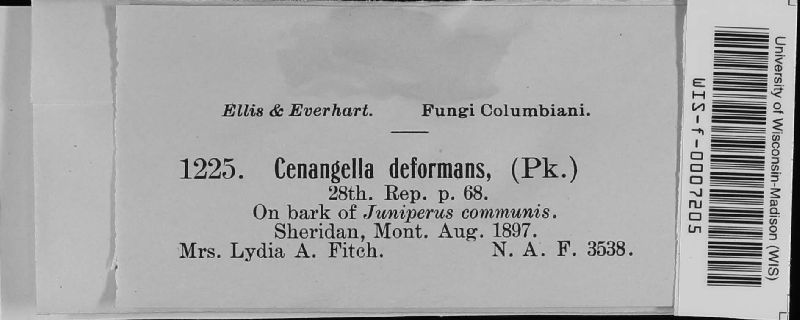 Ellis & Everhart. Fungi Columbiani.
1225. Cenangella deformans, (Pk.)
28th. Rep. p. 68.
On bark of Juniperus communis.
Sheridan, Mont. Aug. 1897.
Mrs. Lydia A. Fitch. N. A. F. 3538.
University of Wisconsin-Madison (WIS)
WIS-f-0007205